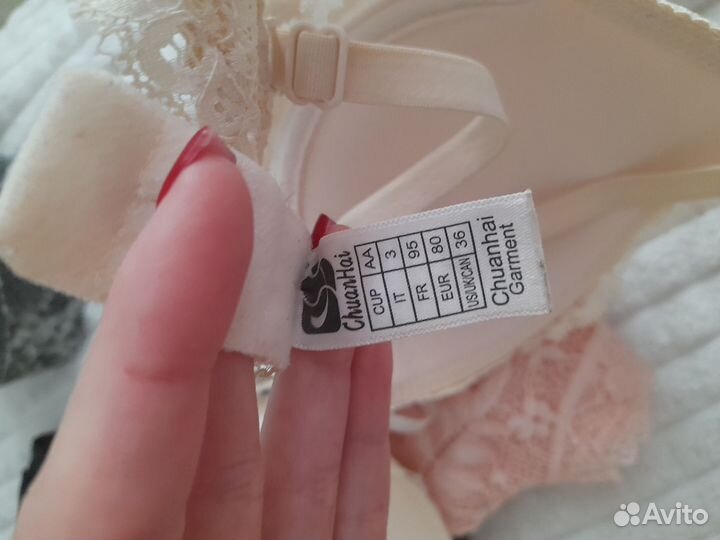 ChuanHai
CUP AA
IT 3
FR 95
EUR 80
US/UK/CAN 36
Chuanhai
Garment
Avito